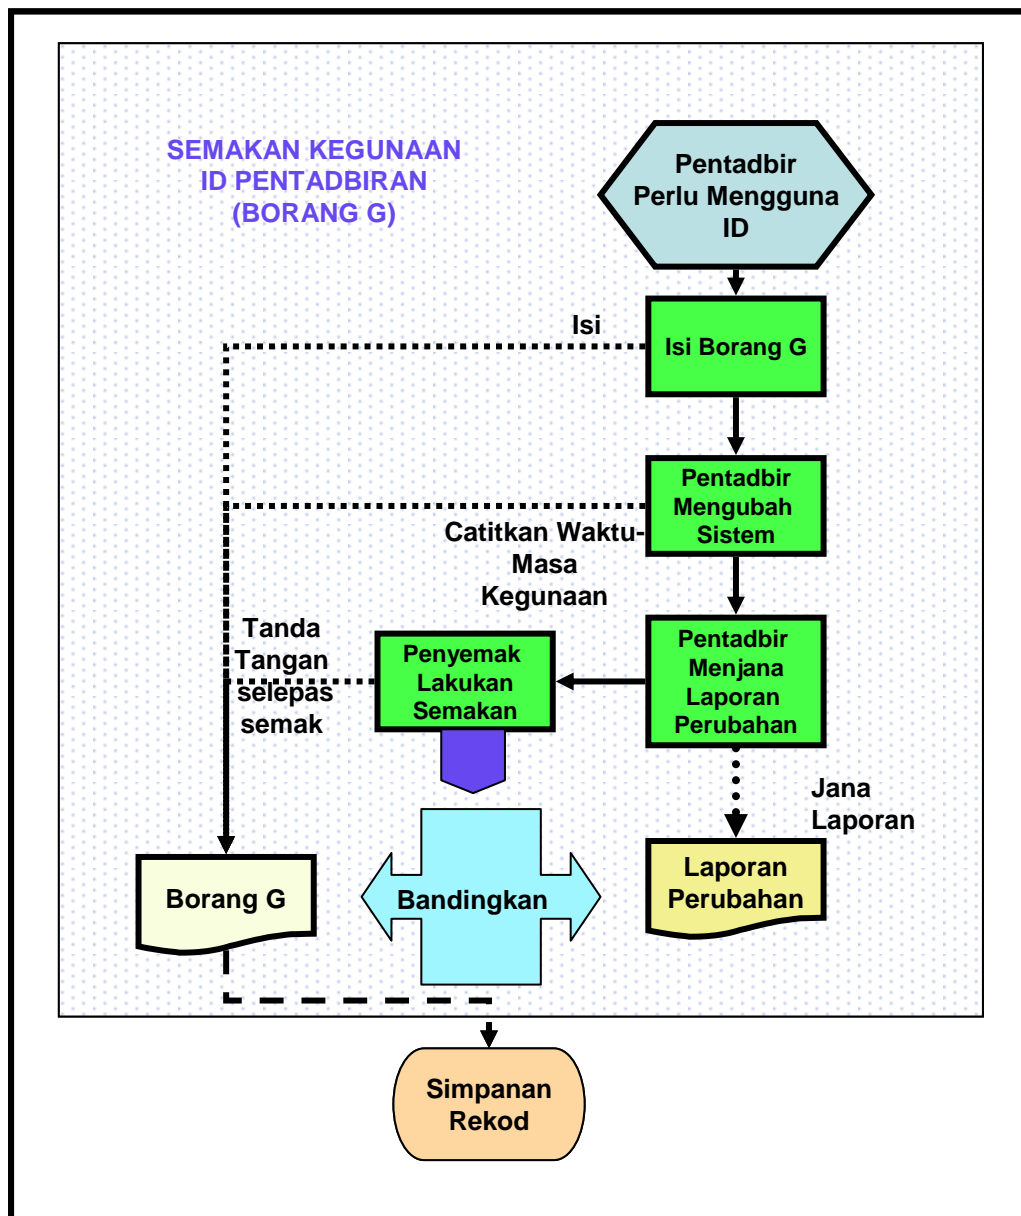 SEMAKAN KEGUNAAN
ID PENTADBIRAN
(BORANG G)
Pentadbir
Perlu Mengguna
ID
Isi
Isi Borang G
Pentadbir
Mengubah
Sistem
Catitkan Waktu-
Masa
Kegunaan
Tanda
Tangan
selepas
semak
Penyemak
Lakukan
Semakan
Pentadbir
Menjana
Laporan
Perubahan
Jana
Laporan
Borang G
Bandingkan
Laporan
Perubahan
Simpanan
Rekod